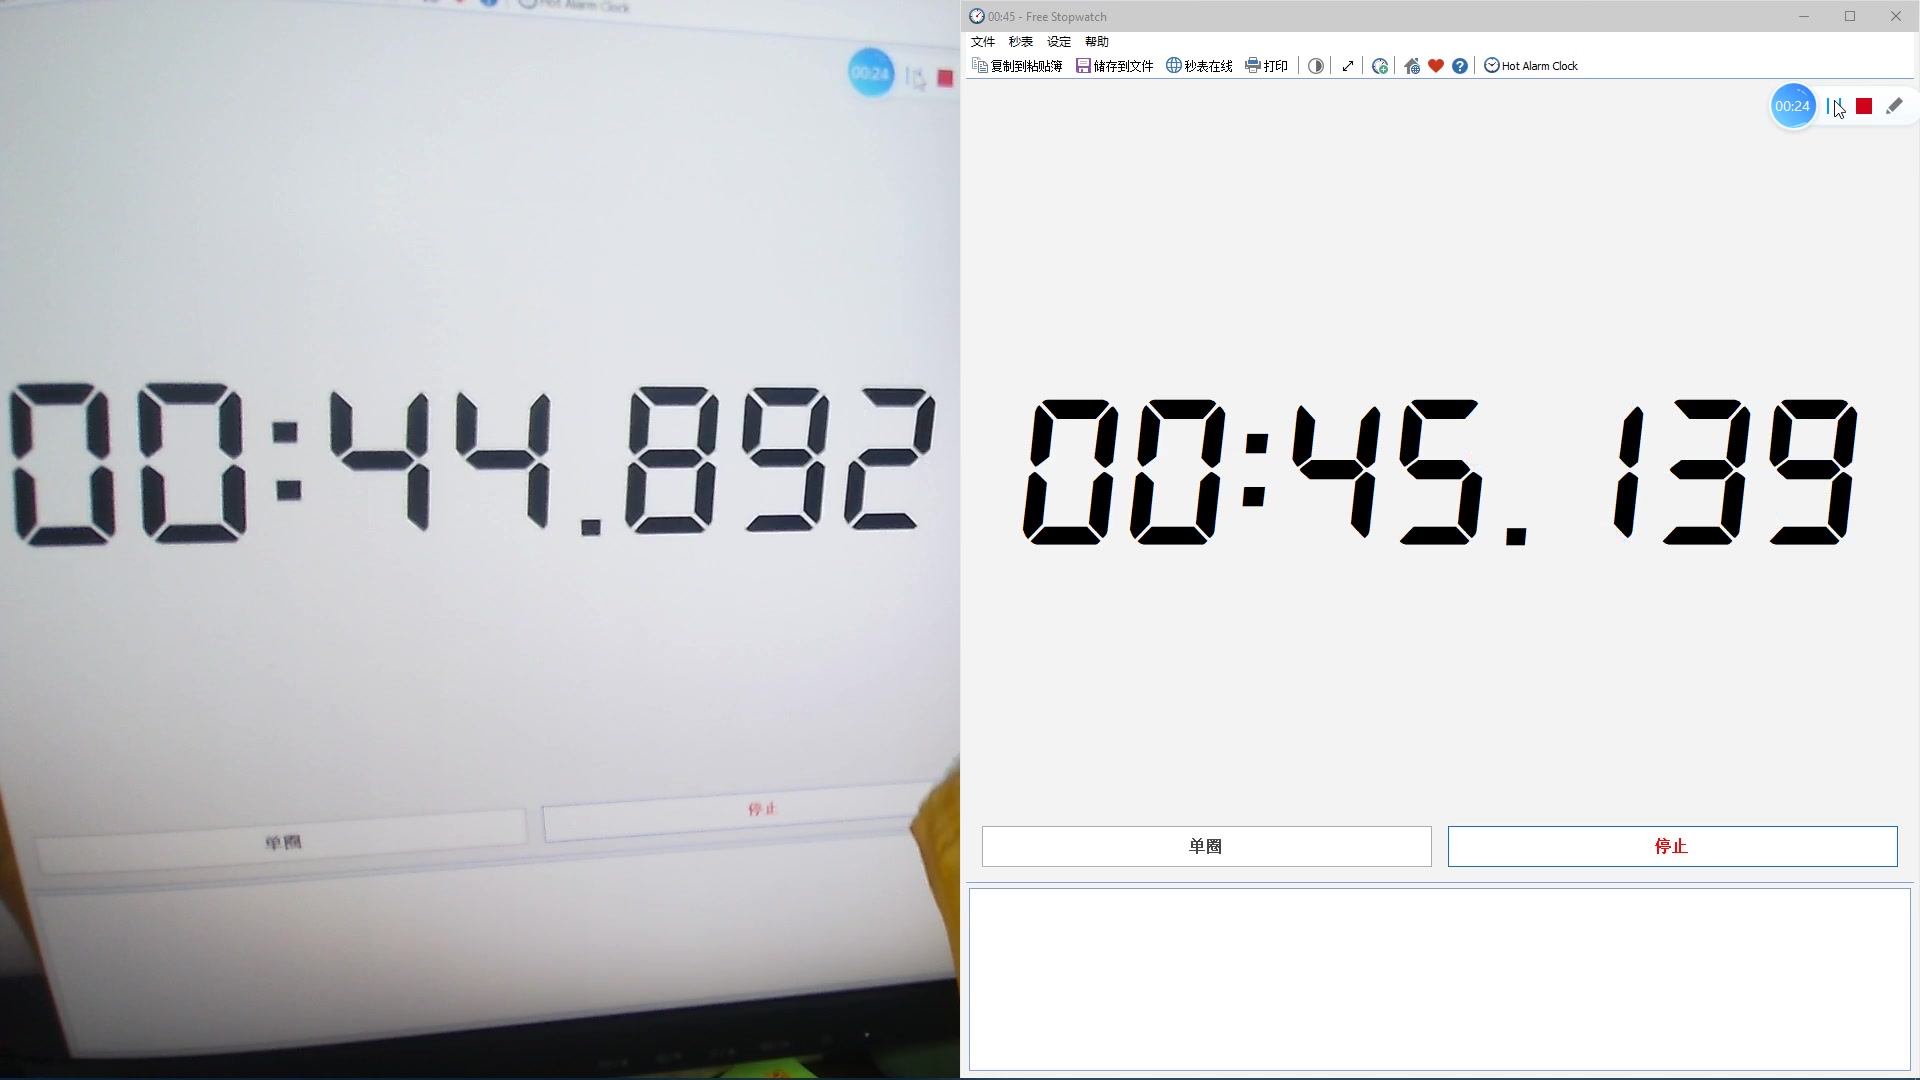 Hot Alarm Clock
00:24
00:44.892
单圈
停止
00:45 - Free Stopwatch
文件 秒表 设定 帮助
复制到粘贴簿 储存到文件 秒表在线 打印 Hot Alarm Clock
00:24
00:45.139
单圈
停止